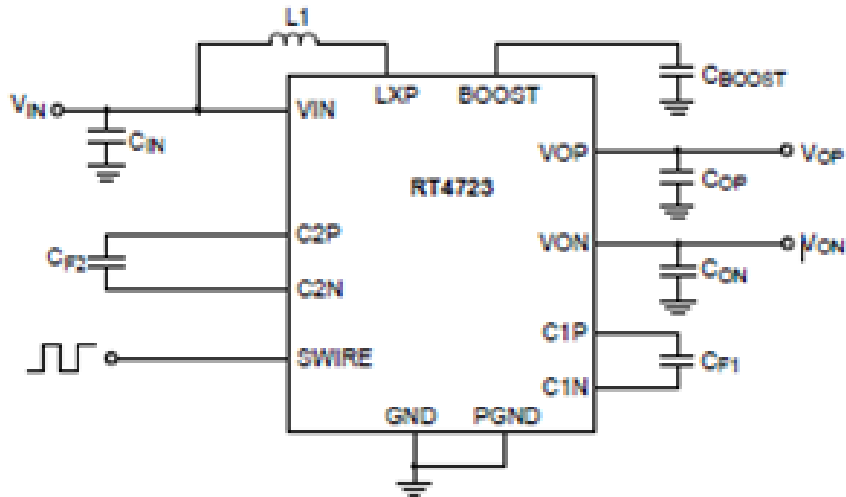 L1
LXP BOOST
CBOOST
VIN
VIN
CIN
VOP
VOP
RT4723
COP
C2P
VON
VON
CF2
CON
C2N
C1P
SWIRE
CF1
C1N
GND PGND